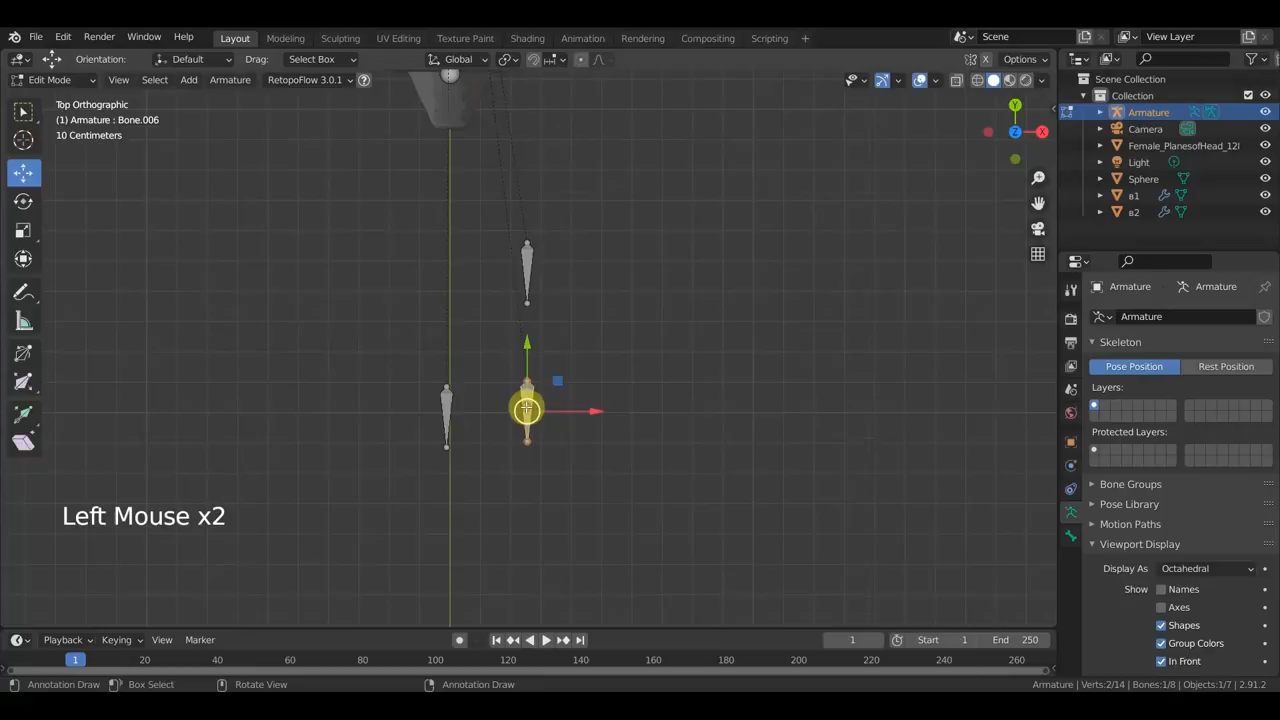 File Edit Render Window Help Layout Modeling Sculpting UV Editing Texture Paint Shading Animation Rendering Compositing Scripting + Scene View Layer
Orientation: Default Drag: Select Box Global Options
Edit Mode View Select Add Armature RetopoFlow 3.0.1 ?
Top Orthographic
(1) Armature : Bone.006
10 Centimeters
Y
Z X
Left Mouse x2
Scene Collection
Collection
Armature
Camera
Female_PlanesofHead_12
Light
Sphere
в1
в2
Armature Armature
Armature
Skeleton
Pose Position Rest Position
Layers:
Protected Layers:
Bone Groups
Pose Library
Motion Paths
Viewport Display
Display As Octahedral
Show Names
Axes
Shapes
Group Colors
In Front
Playback Keying View Marker 1 Start 1 End 250
1 20 40 60 80 100 120 140 160 180 200 220 240 260
Annotation Draw Box Select Rotate View Annotation Draw Armature | Verts:2/14 | Bones:1/8 | Objects:1/7 | 2.91.2